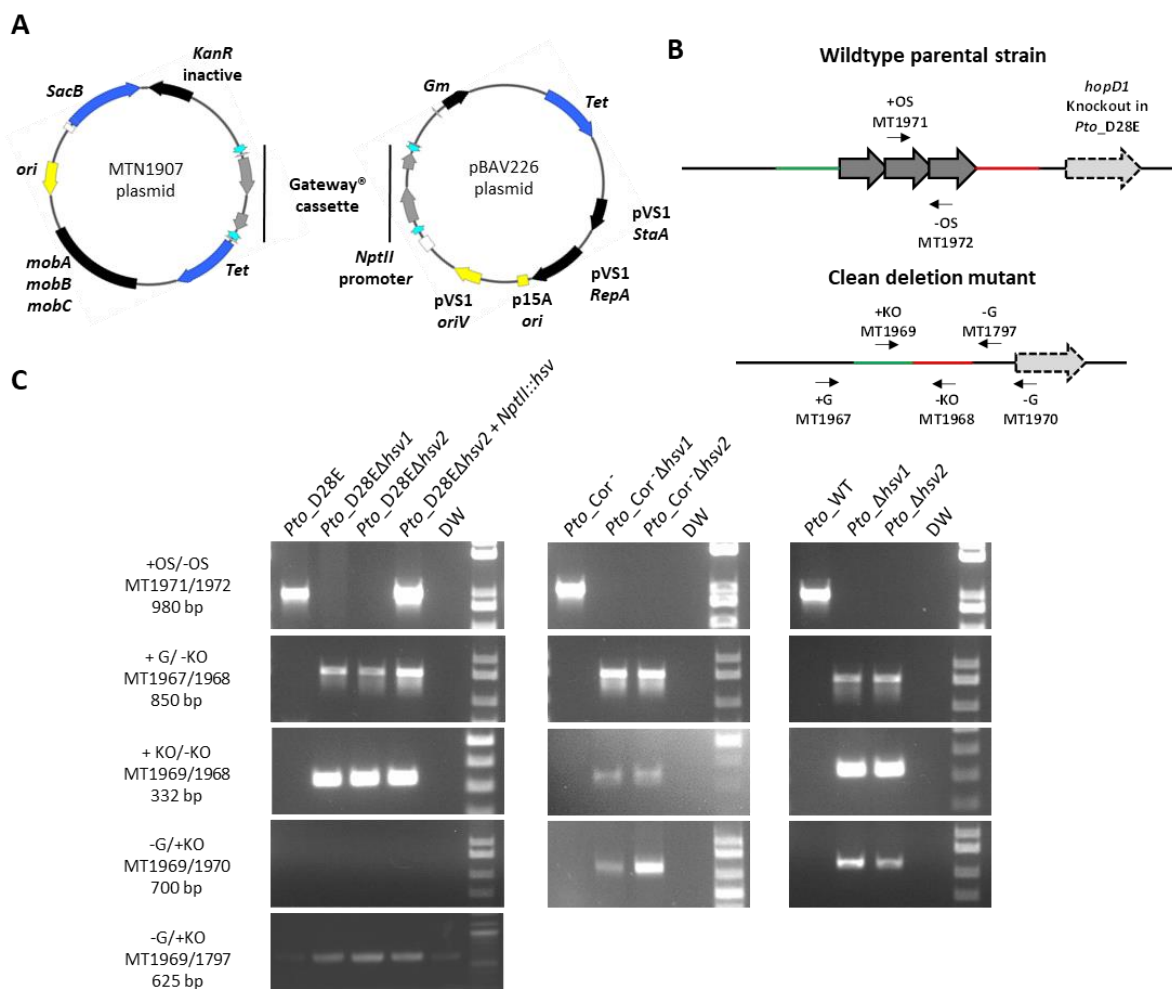 A
KanR
inactive
SacB
ori
MTN1907
plasmid
mobA
mobB
mobC
Tet
Gateway®
cassette
Gm
Tet
pBAV226
plasmid
NptII
promoter
pVS1
StaA
pVS1
RepA
pVS1
oriV
p15A
ori
B
Wildtype parental strain
+OS
MT1971
hopD1
Knockout in
Pto_D28E
-OS
MT1972
Clean deletion mutant
+KO
MT1969
-G
MT1797
+G
MT1967
-KO
MT1968
-G
MT1970
C
Pto_D28E
Pto_D28EΔhsv1
Pto_D28EΔhsv2
Pto_D28EΔhsv2 + NptII::hsv
DW
Pto_Cor⁻
Pto_Cor⁻Δhsv1
Pto_Cor⁻Δhsv2
DW
Pto_WT
Pto_Δhsv1
Pto_Δhsv2
DW
+OS/-OS
MT1971/1972
980 bp
+ G/ -KO
MT1967/1968
850 bp
+ KO/-KO
MT1969/1968
332 bp
-G/+KO
MT1969/1970
700 bp
-G/+KO
MT1969/1797
625 bp